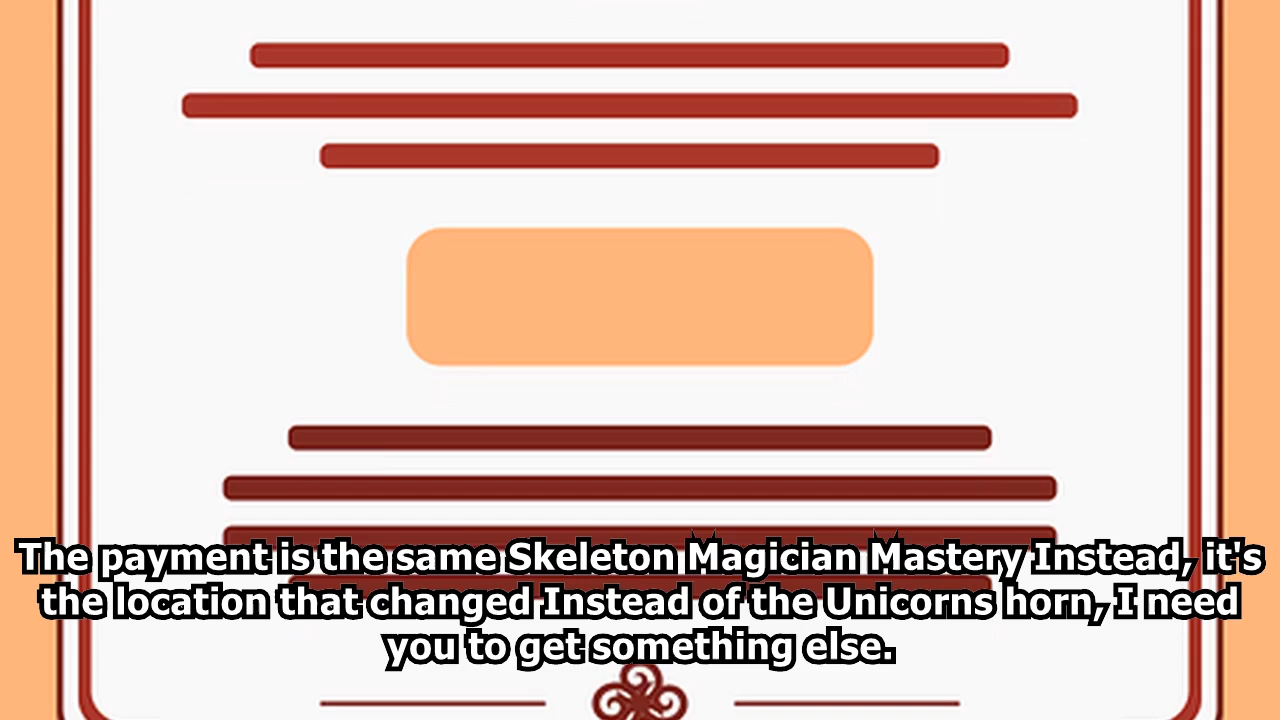 The payment is the same Skeleton Magician Mastery Instead, it's
the location that changed Instead of the Unicorns horn, I need
you to get something else.